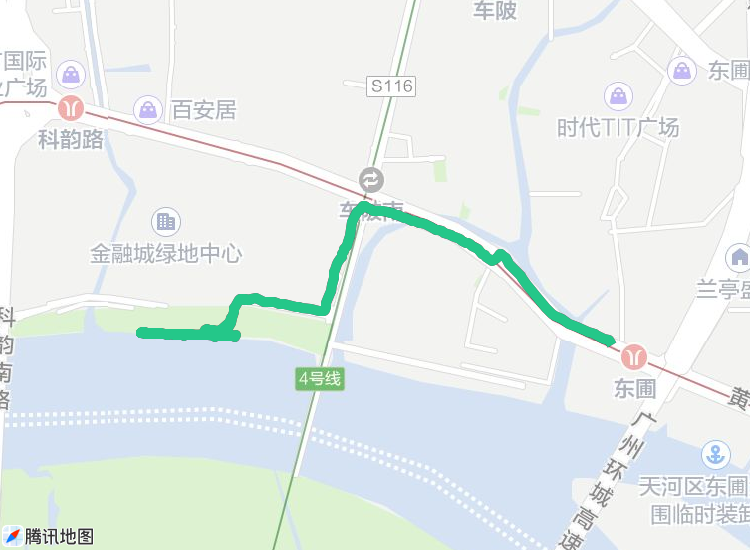 车陂
国际
广场
东圃
S116
百安居
时代TIT广场
科韵路
车陂南
金融城绿地中心
兰亭盛
科韵南路
4号线
东圃
黄
广州环城高速
天河区东圃
围临时装卸
腾讯地图